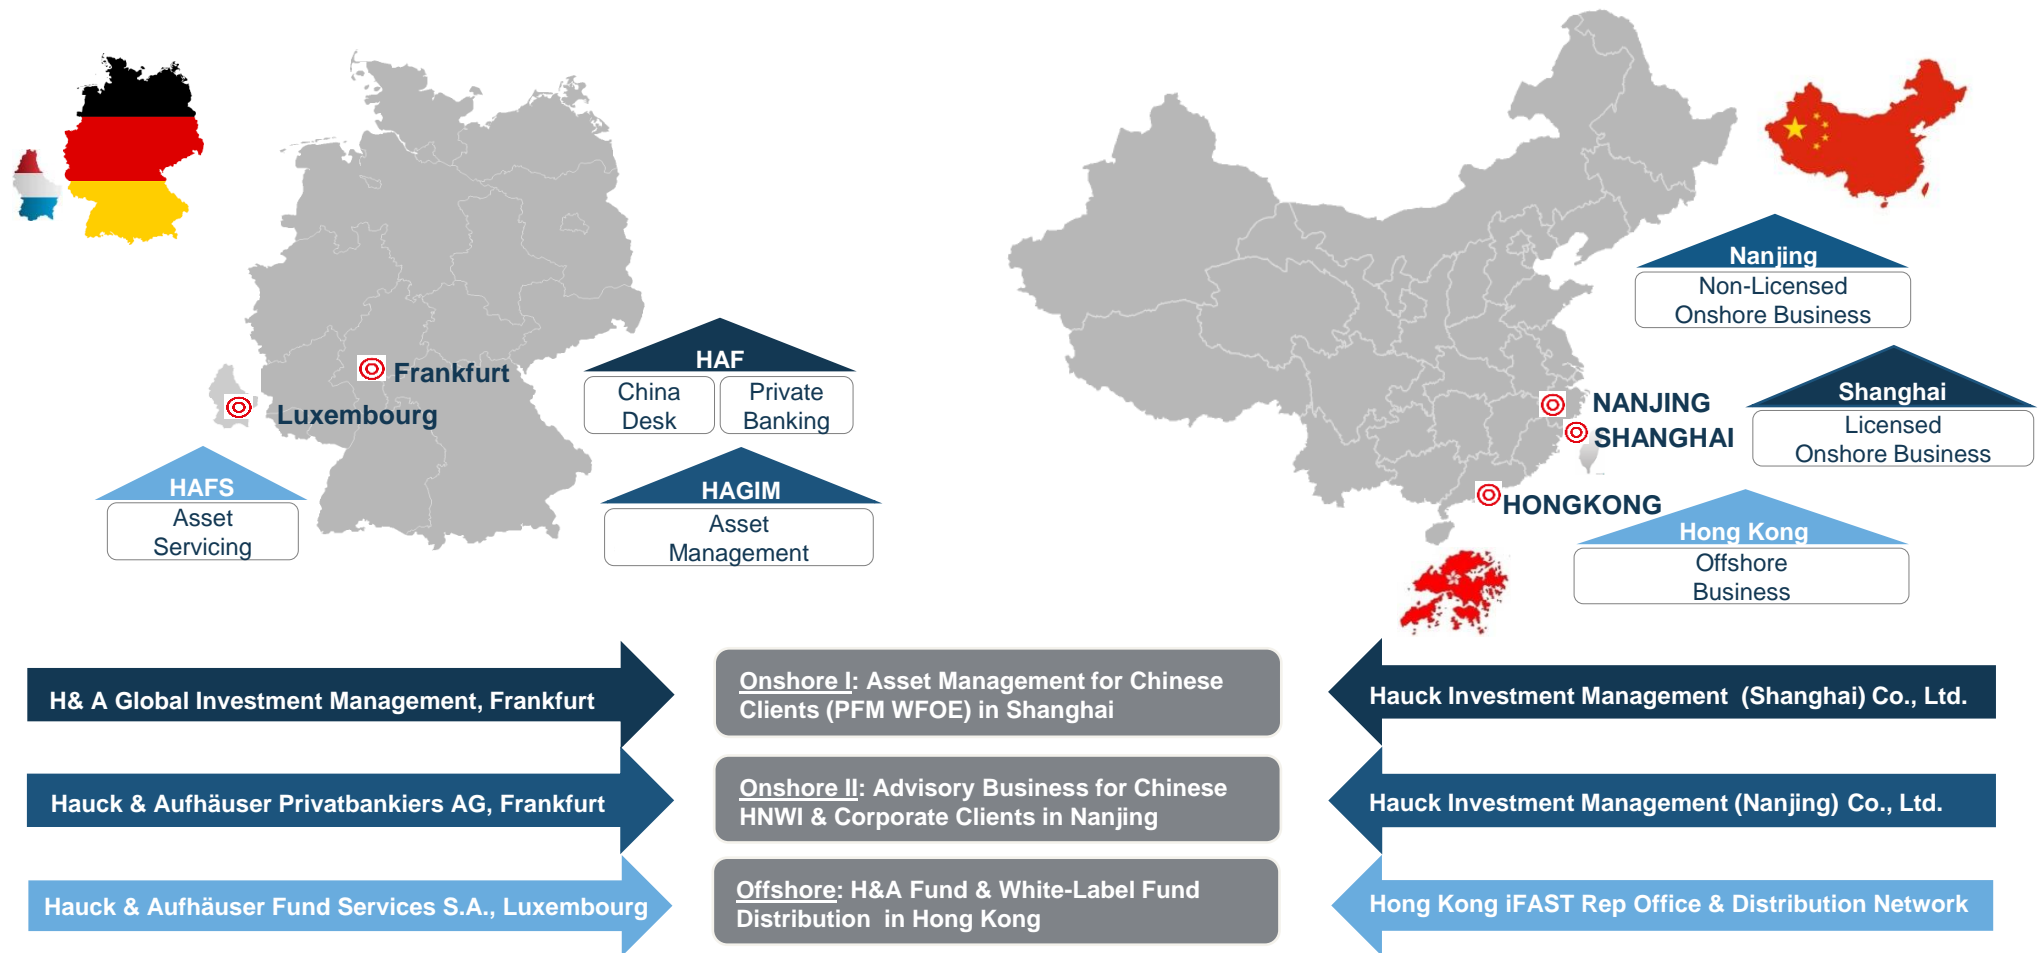 Frankfurt
Luxembourg
HAF
China
Desk
Private
Banking
HAFS
Asset
Servicing
HAGIM
Asset
Management
Nanjing
Non-Licensed
Onshore Business
NANJING
SHANGHAI
Shanghai
Licensed
Onshore Business
HONGKONG
Hong Kong
Offshore
Business
H& A Global Investment Management, Frankfurt
Onshore I: Asset Management for Chinese
Clients (PFM WFOE) in Shanghai
Hauck Investment Management (Shanghai) Co., Ltd.
Hauck & Aufhäuser Privatbankiers AG, Frankfurt
Onshore II: Advisory Business for Chinese
HNWI & Corporate Clients in Nanjing
Hauck Investment Management (Nanjing) Co., Ltd.
Hauck & Aufhäuser Fund Services S.A., Luxembourg
Offshore: H&A Fund & White-Label Fund
Distribution in Hong Kong
Hong Kong iFAST Rep Office & Distribution Network